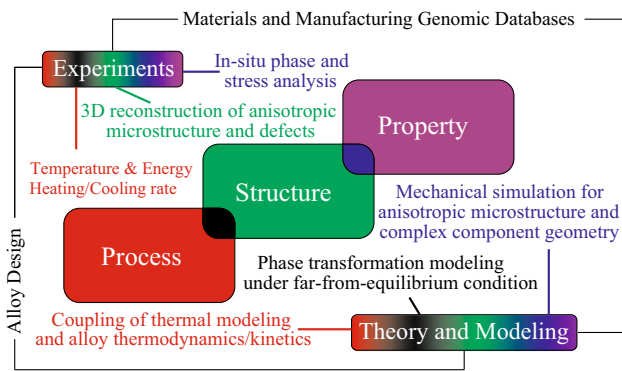 Materials and Manufacturing Genomic Databases
Experiments
In-situ phase and
stress analysis
3D reconstruction of anisotropic
microstructure and defects
Property
Temperature & Energy
Heating/Cooling rate
Structure
Mechanical simulation for
anisotropic microstructure and
complex component geometry
Process
Alloy Design
Phase transformation modeling
under far-from-equilibrium condition
Coupling of thermal modeling
and alloy thermodynamics/kinetics
Theory and Modeling